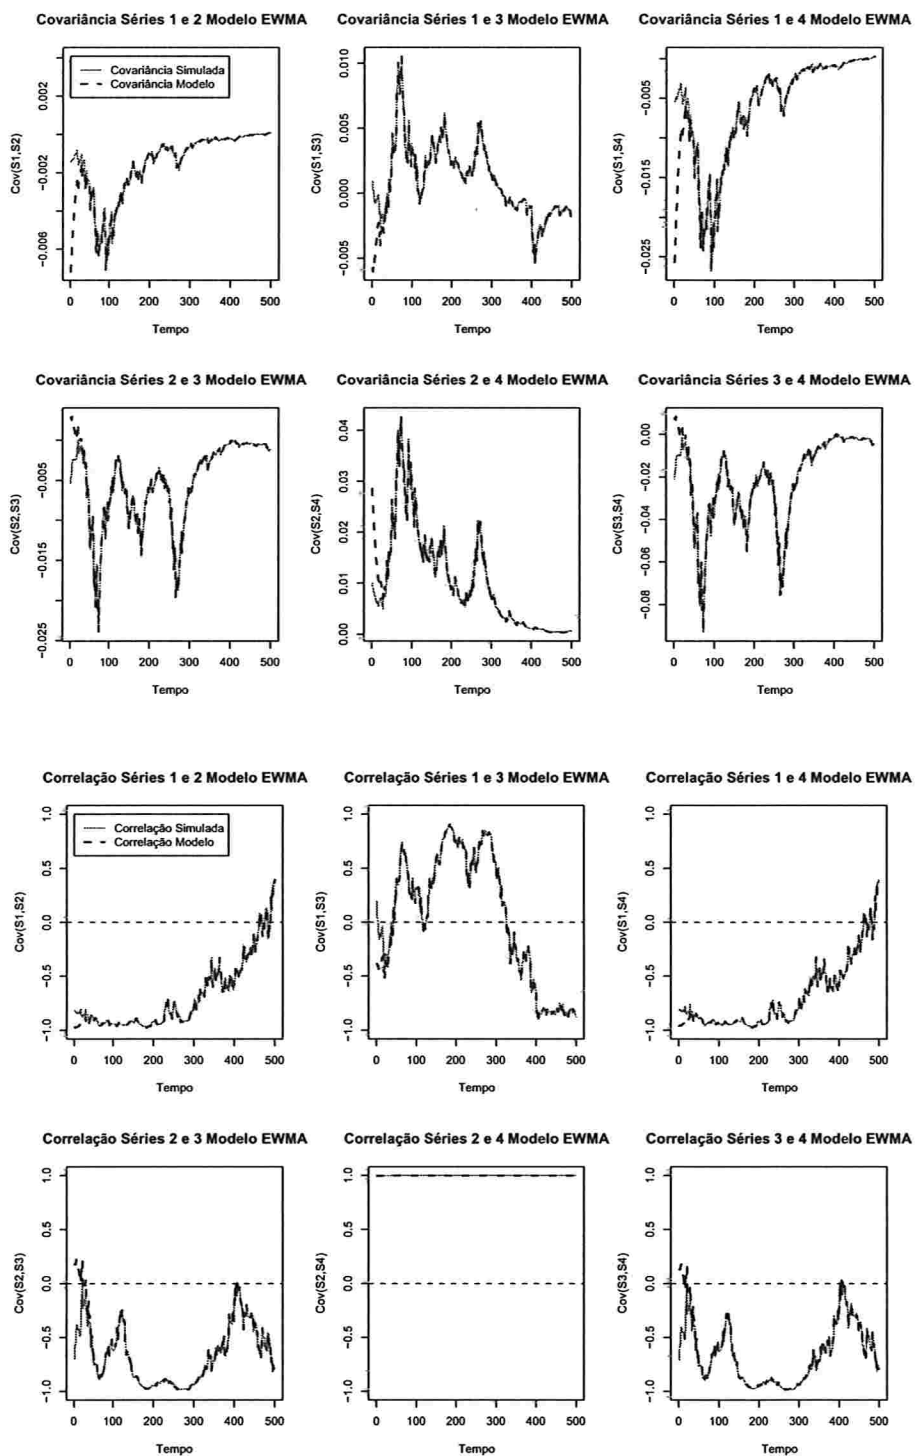 Covariância Séries 1 e 2 Modelo EWMA
Covariância Simulada
Covariância Modelo
Cov(S1,S2)
0.002
−0.002
−0.006
0 100 200 300 400 500
Tempo
Covariância Séries 1 e 3 Modelo EWMA
Cov(S1,S3)
0.010
0.005
0.000
−0.005
0 100 200 300 400 500
Tempo
Covariância Séries 1 e 4 Modelo EWMA
Cov(S1,S4)
−0.005
−0.015
−0.025
0 100 200 300 400 500
Tempo
Covariância Séries 2 e 3 Modelo EWMA
Cov(S2,S3)
−0.005
−0.015
−0.025
0 100 200 300 400 500
Tempo
Covariância Séries 2 e 4 Modelo EWMA
Cov(S2,S4)
0.04
0.03
0.02
0.01
0.00
0 100 200 300 400 500
Tempo
Covariância Séries 3 e 4 Modelo EWMA
Cov(S3,S4)
0.00
−0.02
−0.04
−0.06
−0.08
0 100 200 300 400 500
Tempo
Correlação Séries 1 e 2 Modelo EWMA
Correlação Simulada
Correlação Modelo
Cov(S1,S2)
1.0
0.5
0.0
−0.5
−1.0
0 100 200 300 400 500
Tempo
Correlação Séries 1 e 3 Modelo EWMA
Cov(S1,S3)
1.0
0.5
0.0
−0.5
−1.0
0 100 200 300 400 500
Tempo
Correlação Séries 1 e 4 Modelo EWMA
Cov(S1,S4)
1.0
0.5
0.0
−0.5
−1.0
0 100 200 300 400 500
Tempo
Correlação Séries 2 e 3 Modelo EWMA
Cov(S2,S3)
1.0
0.5
0.0
−0.5
−1.0
0 100 200 300 400 500
Tempo
Correlação Séries 2 e 4 Modelo EWMA
Cov(S2,S4)
1.0
0.5
0.0
−0.5
−1.0
0 100 200 300 400 500
Tempo
Correlação Séries 3 e 4 Modelo EWMA
Cov(S3,S4)
1.0
0.5
0.0
−0.5
−1.0
0 100 200 300 400 500
Tempo